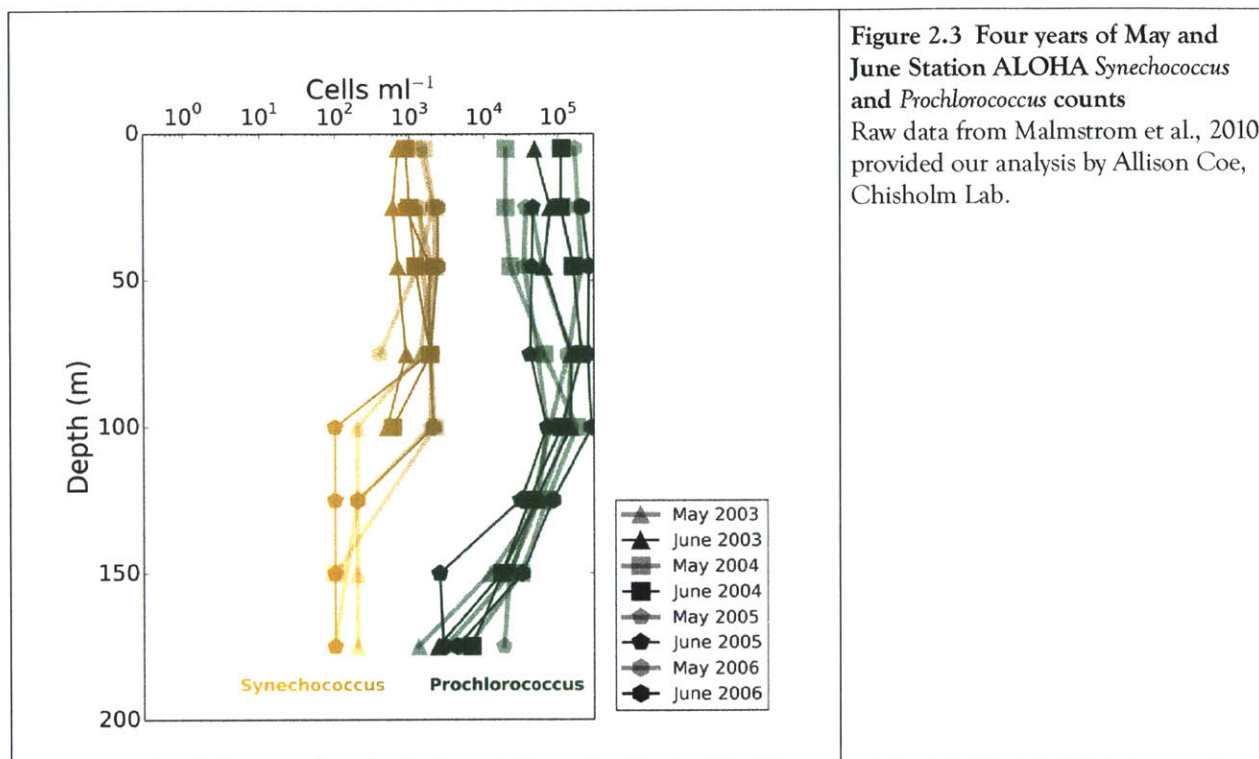 Cells ml⁻¹
10⁰ 10¹ 10² 10³ 10⁴ 10⁵
0
50
100
150
200
Depth (m)
Synechococcus Prochlorococcus
May 2003
June 2003
May 2004
June 2004
May 2005
June 2005
May 2006
June 2006
Figure 2.3 Four years of May and
June Station ALOHA Synechococcus
and Prochlorococcus counts
Raw data from Malmstrom et al., 2010
provided our analysis by Allison Coe,
Chisholm Lab.